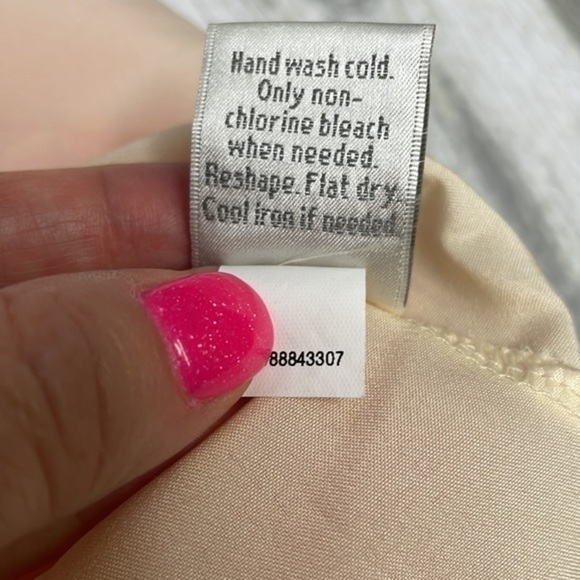 Hand wash cold.
Only non-
chlorine bleach
when needed.
Reshape. Flat dry.
Cool iron if needed
88843307